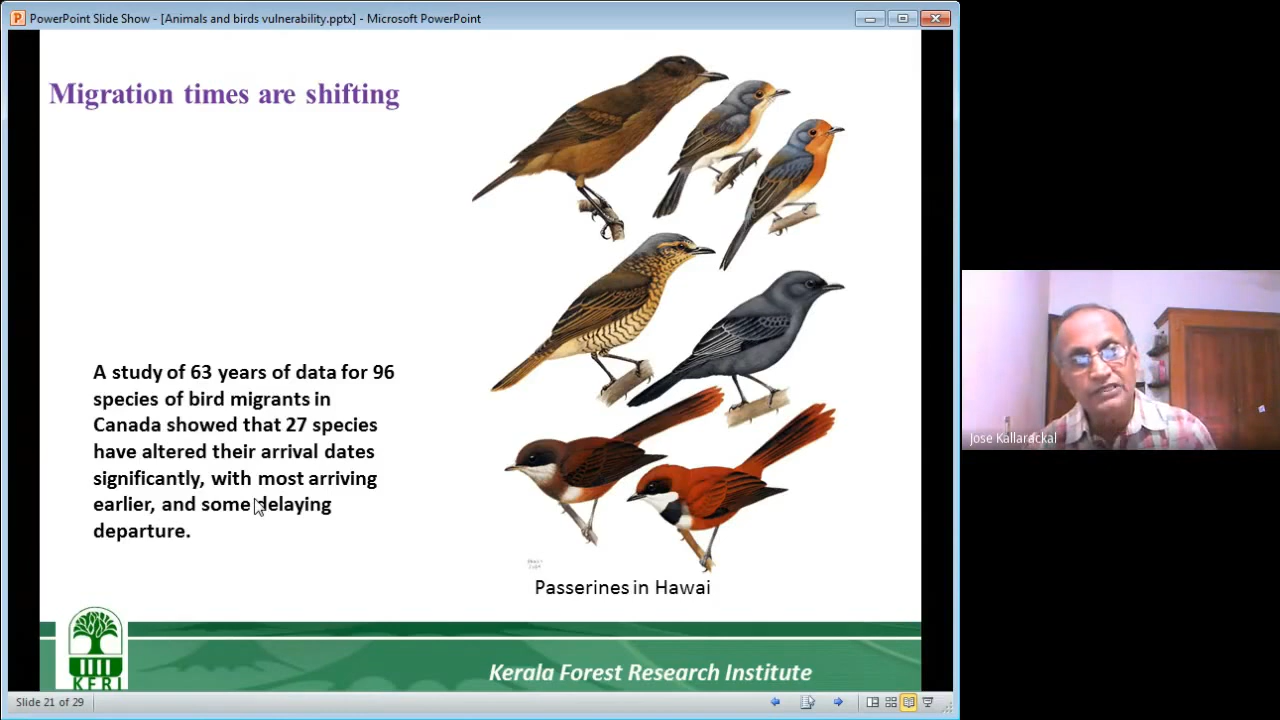 PowerPoint Slide Show - [Animals and birds vulnerability.pptx] - Microsoft PowerPoint
Migration times are shifting
A study of 63 years of data for 96
species of bird migrants in
Canada showed that 27 species
have altered their arrival dates
significantly, with most arriving
earlier, and some delaying
departure.
Passerines in Hawai
Jose Kallarackal
KFRI
Kerala Forest Research Institute
Slide 21 of 29